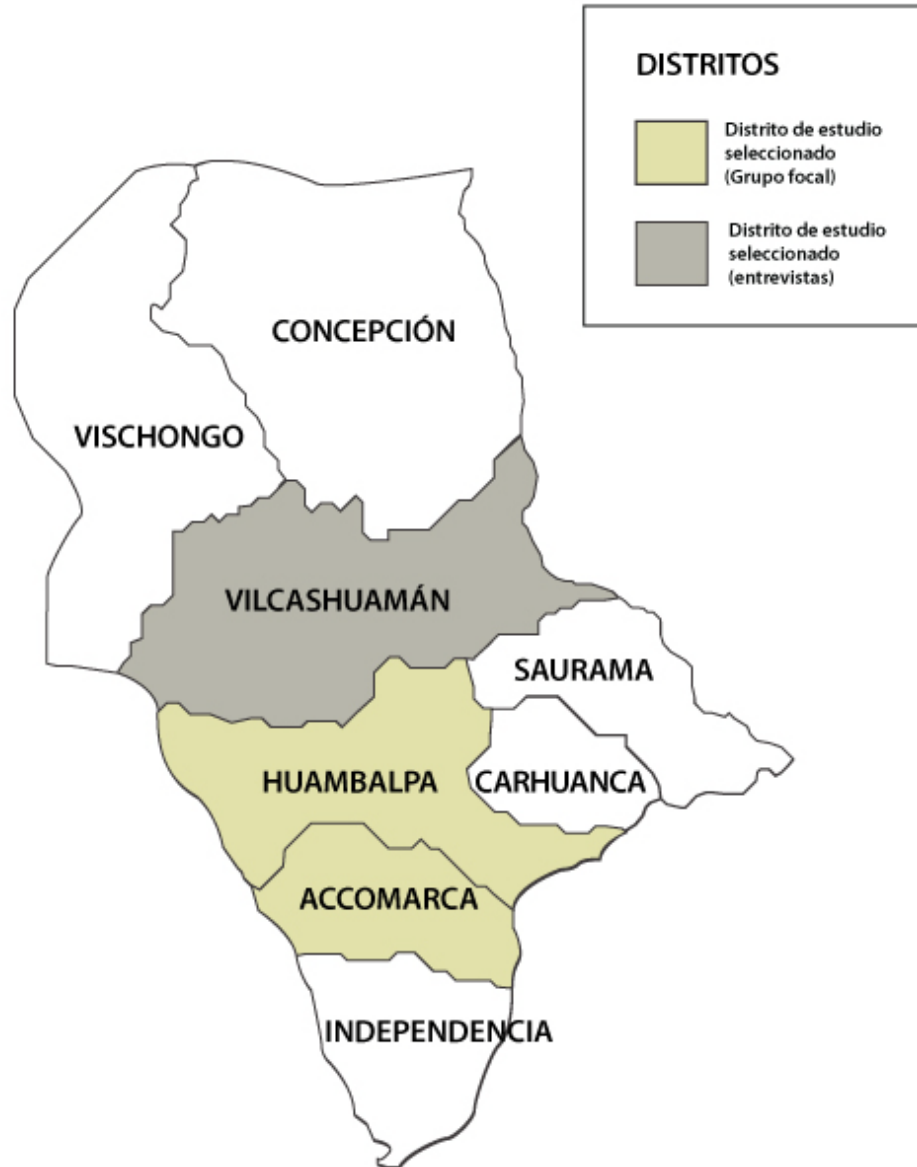 DISTRITOS
Distrito de estudio
seleccionado
(Grupo focal)
Distrito de estudio
seleccionado
(entrevistas)
CONCEPCIÓN
VISCHONGO
VILCASHUAMÁN
SAURAMA
HUAMBALPA
CARHUANCA
ACCOMARCA
INDEPENDENCIA